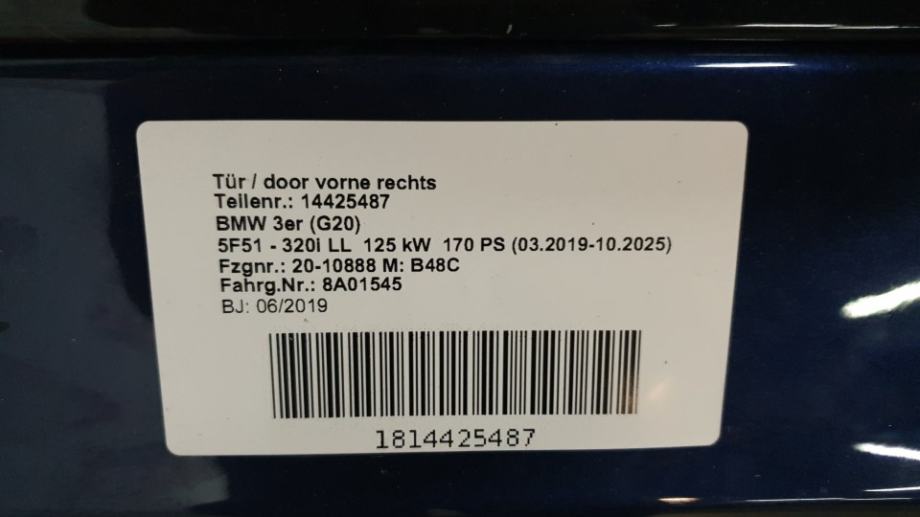 Tür / door vorne rechts
Teilenr.: 14425487
BMW 3er (G20)
5F51 - 320i LL 125 kW 170 PS (03.2019-10.2025)
Fzgnr.: 20-10888 M: B48C
Fahrg.Nr.: 8A01545
BJ: 06/2019
1814425487